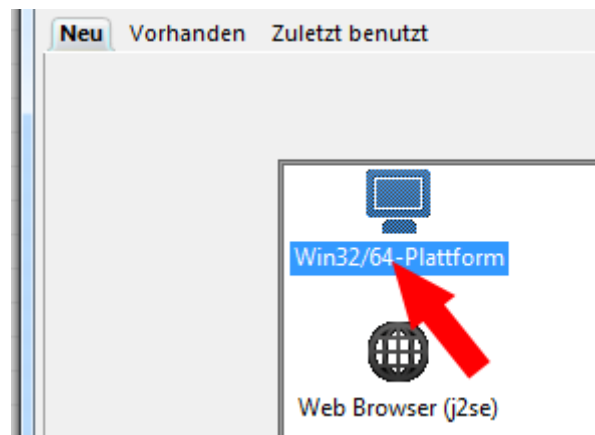 Neu Vorhanden Zuletzt benutzt
Win32/64-Plattform
Web Browser (j2se)